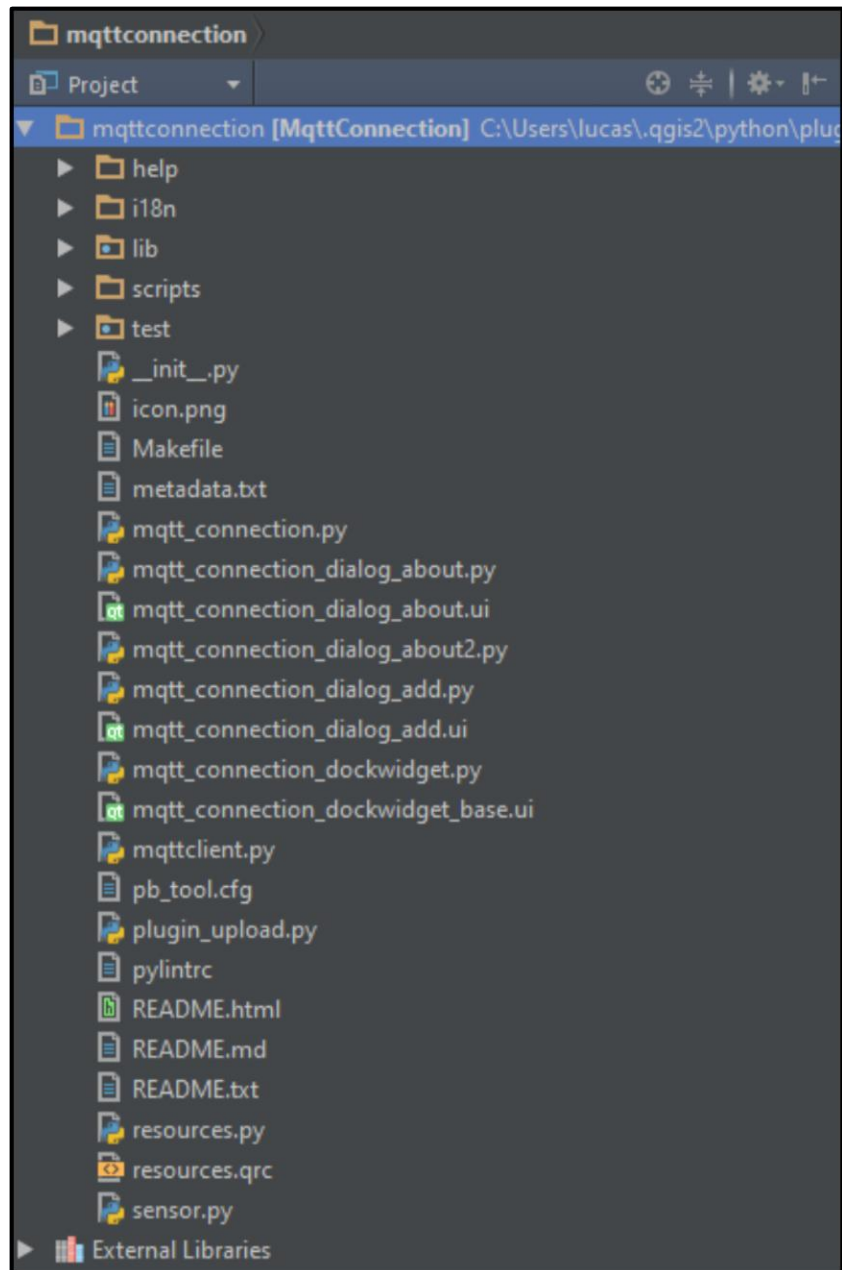 mqttconnection
Project
mqttconnection [MqttConnection] C:\Users\lucas\.qgis2\python\plug
help
i18n
lib
scripts
test
__init__.py
icon.png
Makefile
metadata.txt
mqtt_connection.py
mqtt_connection_dialog_about.py
mqtt_connection_dialog_about.ui
mqtt_connection_dialog_about2.py
mqtt_connection_dialog_add.py
mqtt_connection_dialog_add.ui
mqtt_connection_dockwidget.py
mqtt_connection_dockwidget_base.ui
mqttclient.py
pb_tool.cfg
plugin_upload.py
pylintrc
README.html
README.md
README.txt
resources.py
resources.qrc
sensor.py
External Libraries